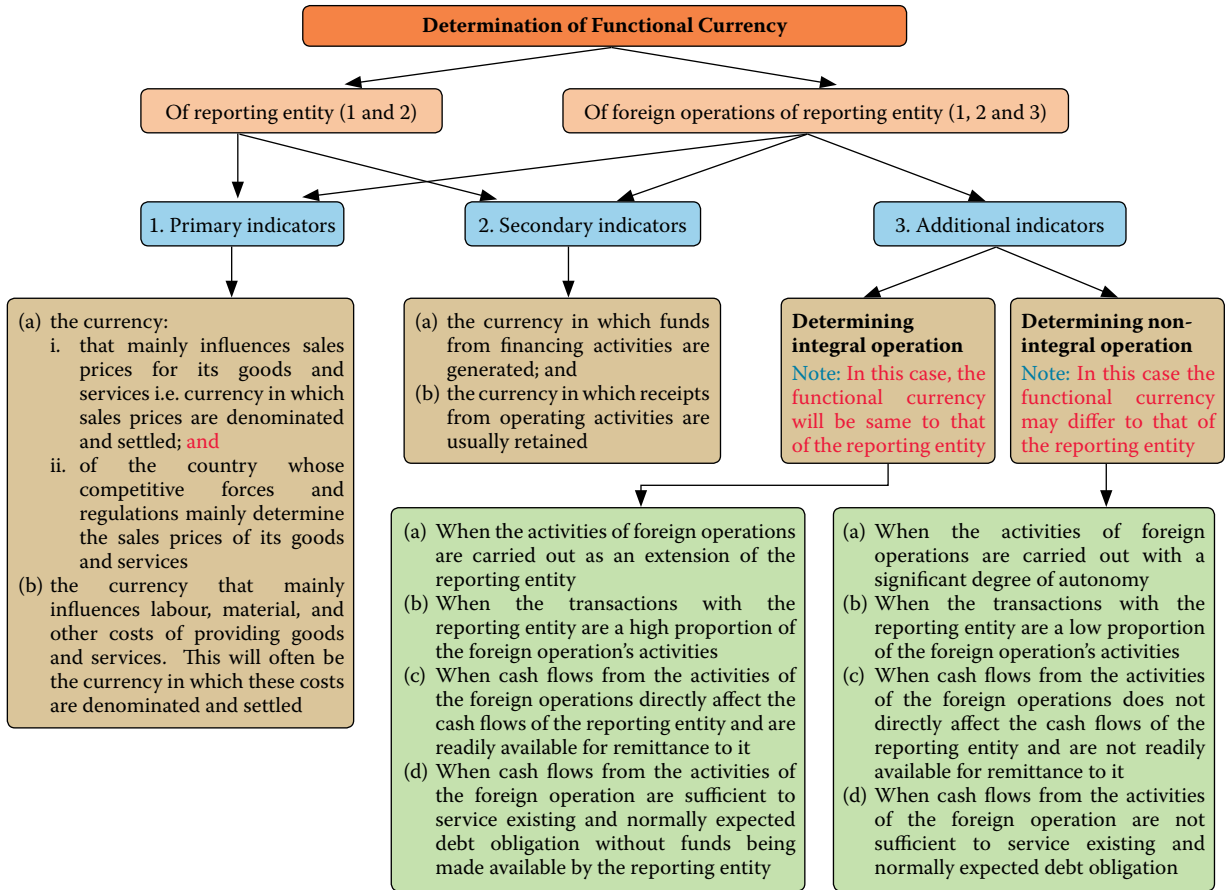 Determination of Functional Currency
Of reporting entity (1 and 2)
Of foreign operations of reporting entity (1, 2 and 3)
1. Primary indicators
2. Secondary indicators
3. Additional indicators
(a) the currency:
i. that mainly influences sales
prices for its goods and
services i.e. currency in which
sales prices are denominated
and settled; and
ii. of the country whose
competitive forces and
regulations mainly determine
the sales prices of its goods
and services
(b) the currency that mainly
influences labour, material, and
other costs of providing goods
and services. This will often be
the currency in which these costs
are denominated and settled
(a) the currency in which funds
from financing activities are
generated; and
(b) the currency in which receipts
from operating activities are
usually retained
Determining
integral operation
Note: In this case, the
functional currency
will be same to that
of the reporting entity
Determining non-
integral operation
Note: In this case the
functional currency
may differ to that of
the reporting entity
(a) When the activities of foreign operations
are carried out as an extension of the
reporting entity
(b) When the transactions with the
reporting entity are a high proportion of
the foreign operation's activities
(c) When cash flows from the activities of
the foreign operations directly affect the
cash flows of the reporting entity and are
readily available for remittance to it
(d) When cash flows from the activities of
the foreign operation are sufficient to
service existing and normally expected
debt obligation without funds being
made available by the reporting entity
(a) When the activities of foreign
operations are carried out with a
significant degree of autonomy
(b) When the transactions with the
reporting entity are a low proportion
of the foreign operation's activities
(c) When cash flows from the activities
of the foreign operations does not
directly affect the cash flows of the
reporting entity and are not readily
available for remittance to it
(d) When cash flows from the activities
of the foreign operation are not
sufficient to service existing and
normally expected debt obligation